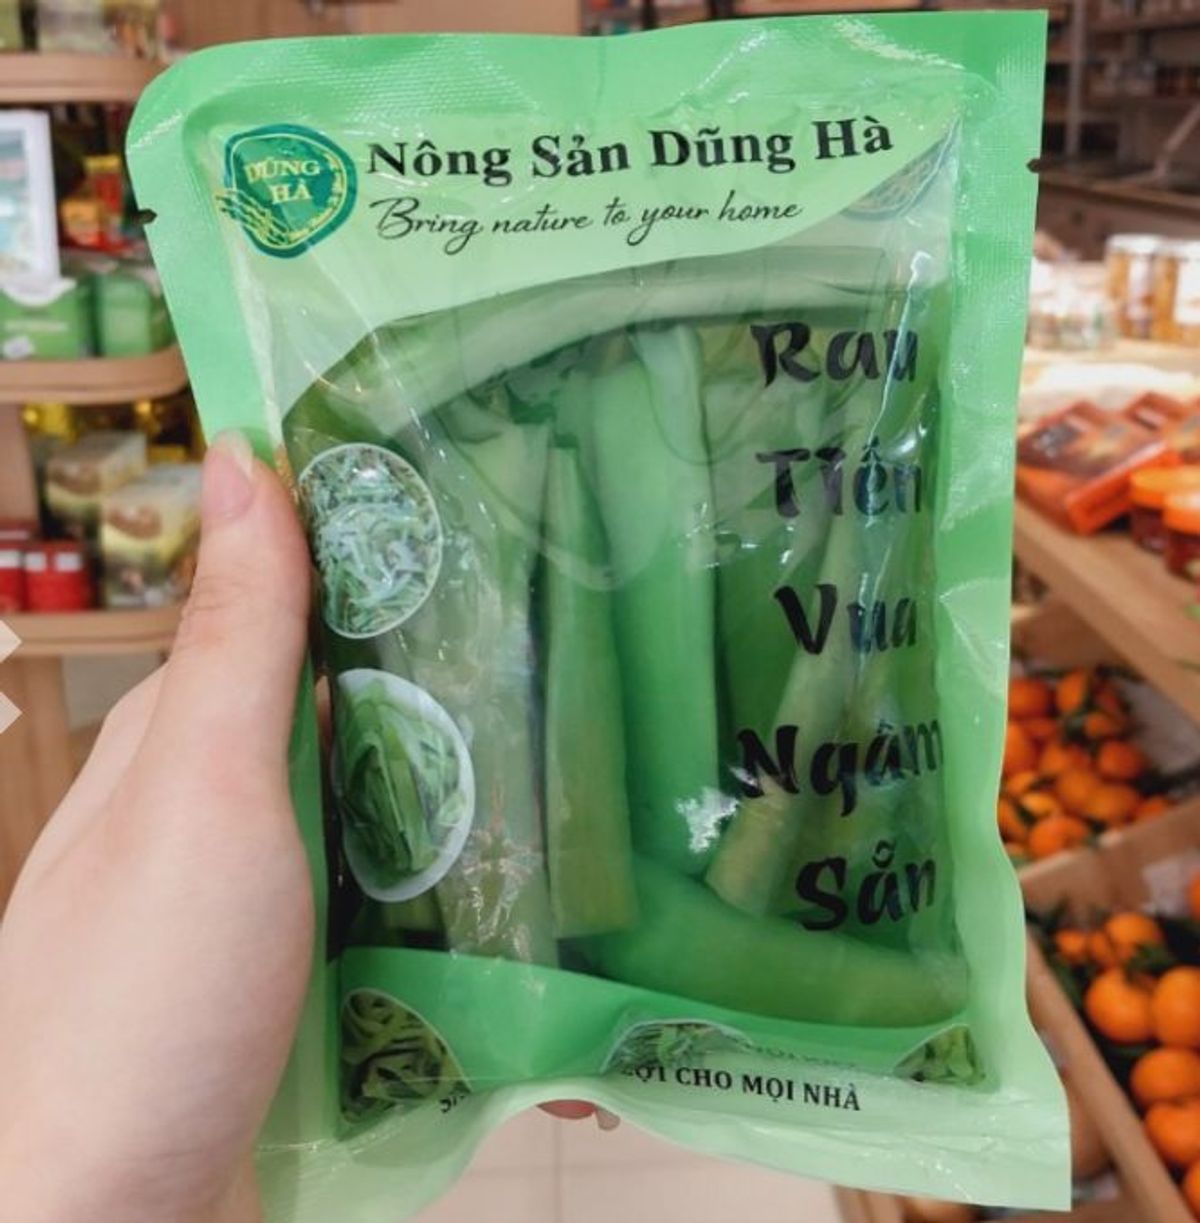 DŨNG
HÀ
Nông Sản Dũng Hà
Bring nature to your home
Rau
Tiến
Vua
Ngâm
Sẵn
CHO MỌI NHÀ